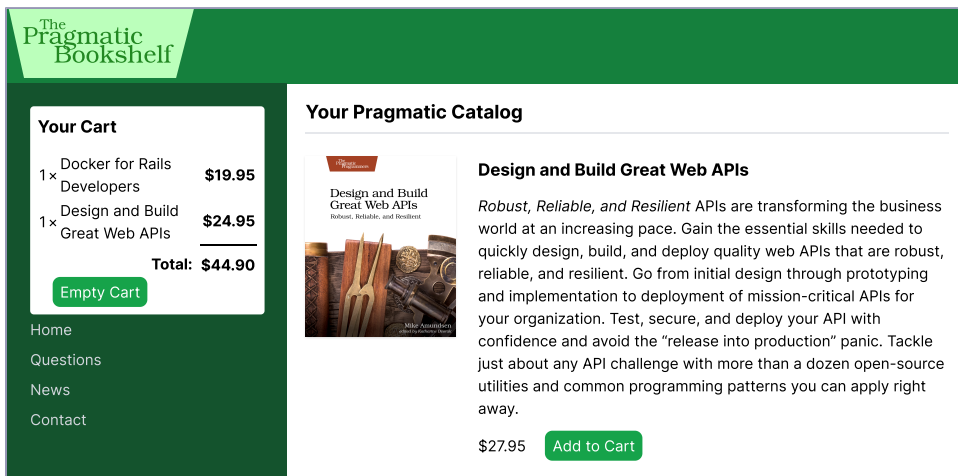 The
Pragmatic
Bookshelf
Your Cart
1× Docker for Rails Developers $19.95
1× Design and Build Great Web APIs $24.95
Total: $44.90
Empty Cart
Home
Questions
News
Contact
Your Pragmatic Catalog
The
Pragmatic
Programmers
Design and Build
Great Web APIs
Robust, Reliable, and Resilient
Mike Amundsen
Design and Build Great Web APIs
Robust, Reliable, and Resilient APIs are transforming the business
world at an increasing pace. Gain the essential skills needed to
quickly design, build, and deploy quality web APIs that are robust,
reliable, and resilient. Go from initial design through prototyping
and implementation to deployment of mission-critical APIs for
your organization. Test, secure, and deploy your API with
confidence and avoid the “release into production” panic. Tackle
just about any API challenge with more than a dozen open-source
utilities and common programming patterns you can apply right
away.
$27.95 Add to Cart